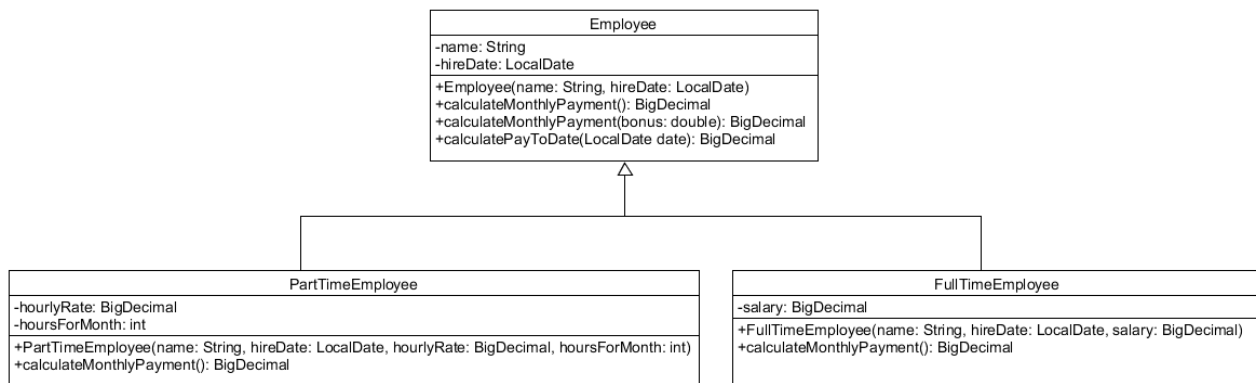 Employee
-name: String
-hireDate: LocalDate
+Employee(name: String, hireDate: LocalDate)
+calculateMonthlyPayment(): BigDecimal
+calculateMonthlyPayment(bonus: double): BigDecimal
+calculatePayToDate(LocalDate date): BigDecimal
PartTimeEmployee
-hourlyRate: BigDecimal
-hoursForMonth: int
+PartTimeEmployee(name: String, hireDate: LocalDate, hourlyRate: BigDecimal, hoursForMonth: int)
+calculateMonthlyPayment(): BigDecimal
FullTimeEmployee
-salary: BigDecimal
+FullTimeEmployee(name: String, hireDate: LocalDate, salary: BigDecimal)
+calculateMonthlyPayment(): BigDecimal